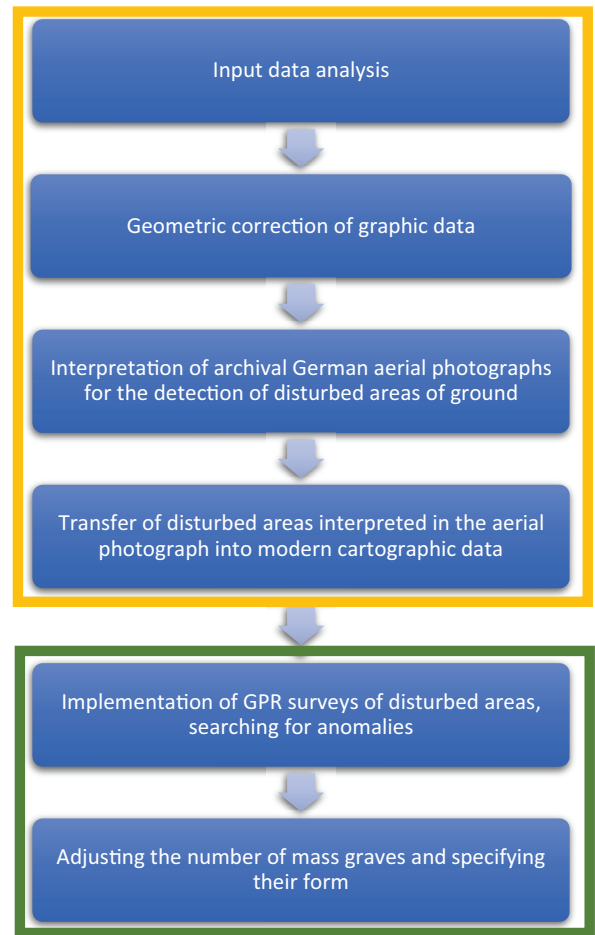 Input data analysis
Geometric correction of graphic data
Interpretation of archival German aerial photographs
for the detection of disturbed areas of ground
Transfer of disturbed areas interpreted in the aerial
photograph into modern cartographic data
Implementation of GPR surveys of disturbed areas,
searching for anomalies
Adjusting the number of mass graves and specifying
their form